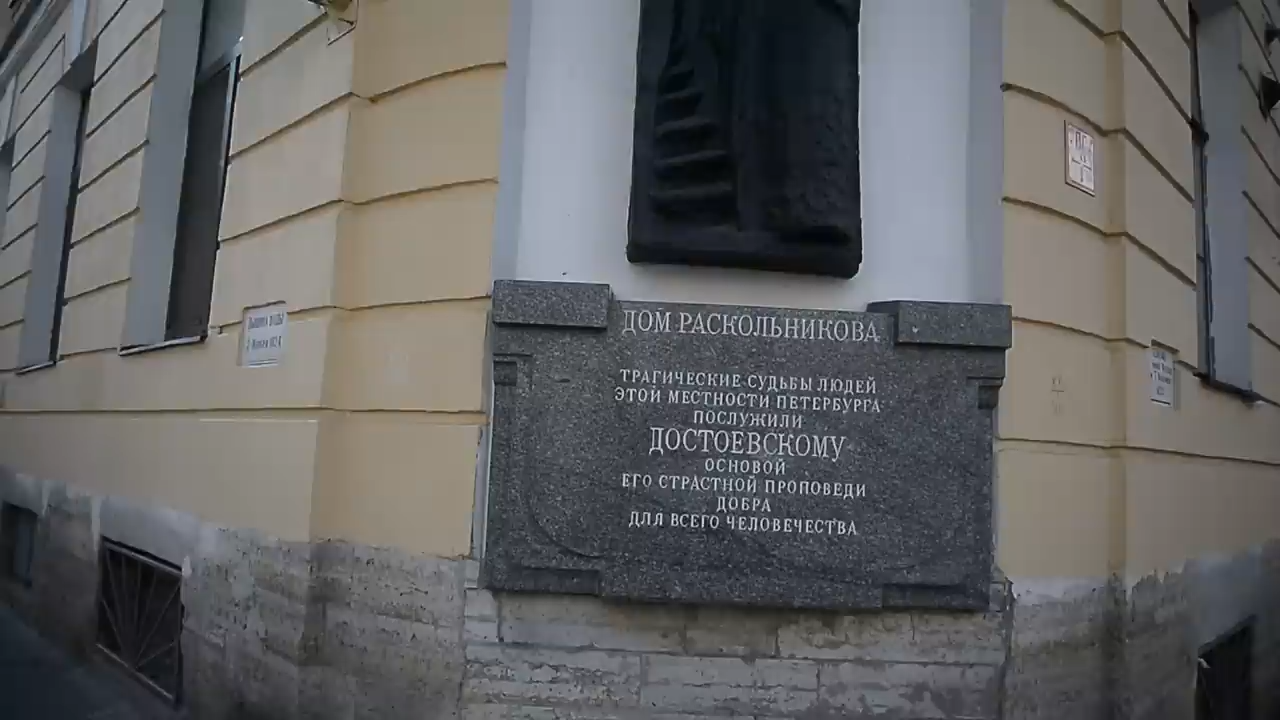 ДОМ РАСКОЛЬНИКОВА
ТРАГИЧЕСКИЕ СУДЬБЫ ЛЮДЕЙ
ЭТОЙ МЕСТНОСТИ ПЕТЕРБУРГА
ПОСЛУЖИЛИ
ДОСТОЕВСКОМУ
ОСНОВОЙ
ЕГО СТРАСТНОЙ ПРОПОВЕДИ
ДОБРА
ДЛЯ ВСЕГО ЧЕЛОВЕЧЕСТВА